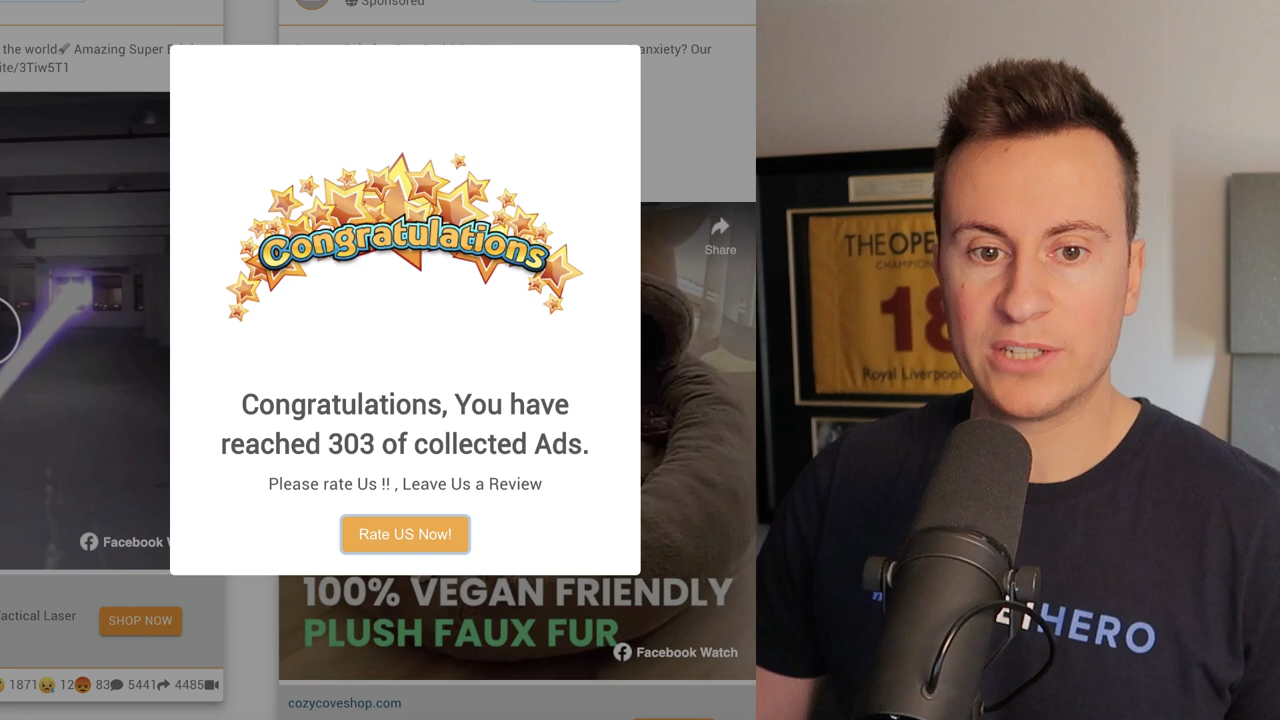 Sponsored
the world🚀 Amazing Super
ite/3Tiw5T1
anxiety? Our
Share
Congratulations
Congratulations, You have
reached 303 of collected Ads.
Please rate Us !! , Leave Us a Review
Rate US Now!
Facebook
100% VEGAN FRIENDLY
PLUSH FAUX FUR
Facebook Watch
actical Laser
SHOP NOW
1871 12 83 5441 4485
cozycoveshop.com
THE OPE
CHAMPION
18
Royal Liverpool
HERO